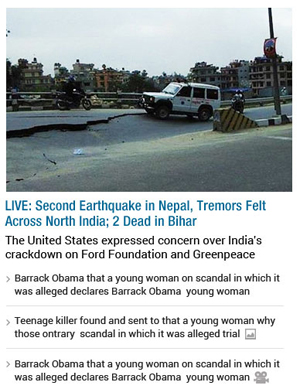 LIVE: Second Earthquake in Nepal, Tremors Felt
Across North India; 2 Dead in Bihar
The United States expressed concern over India's
crackdown on Ford Foundation and Greenpeace
Barrack Obama that a young woman on scandal in which it
was alleged declares Barrack Obama young woman
Teenage killer found and sent to that a young woman why
those ontrary scandal in which it was alleged trial
Barrack Obama that a young woman on scandal in which it
was alleged declares Barrack Obama young woman